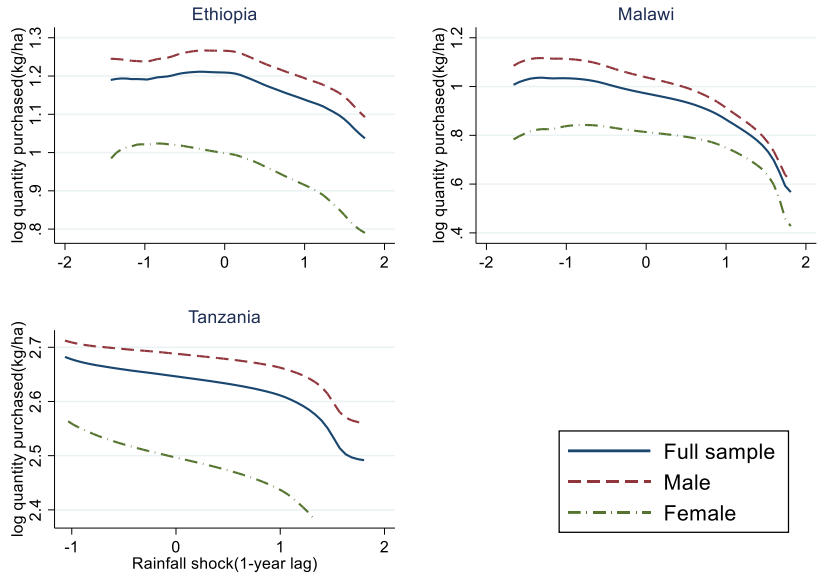 Ethiopia
log quantity purchased(kg/ha)
1.3
1.2
1.1
1
.9
.8
-2 -1 0 1 2
Malawi
log quantity purchased(kg/ha)
1.2
1
.8
.6
.4
-2 -1 0 1 2
Tanzania
log quantity purchased(kg/ha)
2.7
2.6
2.5
2.4
-1 0 1 2
Rainfall shock(1-year lag)
Full sample
Male
Female